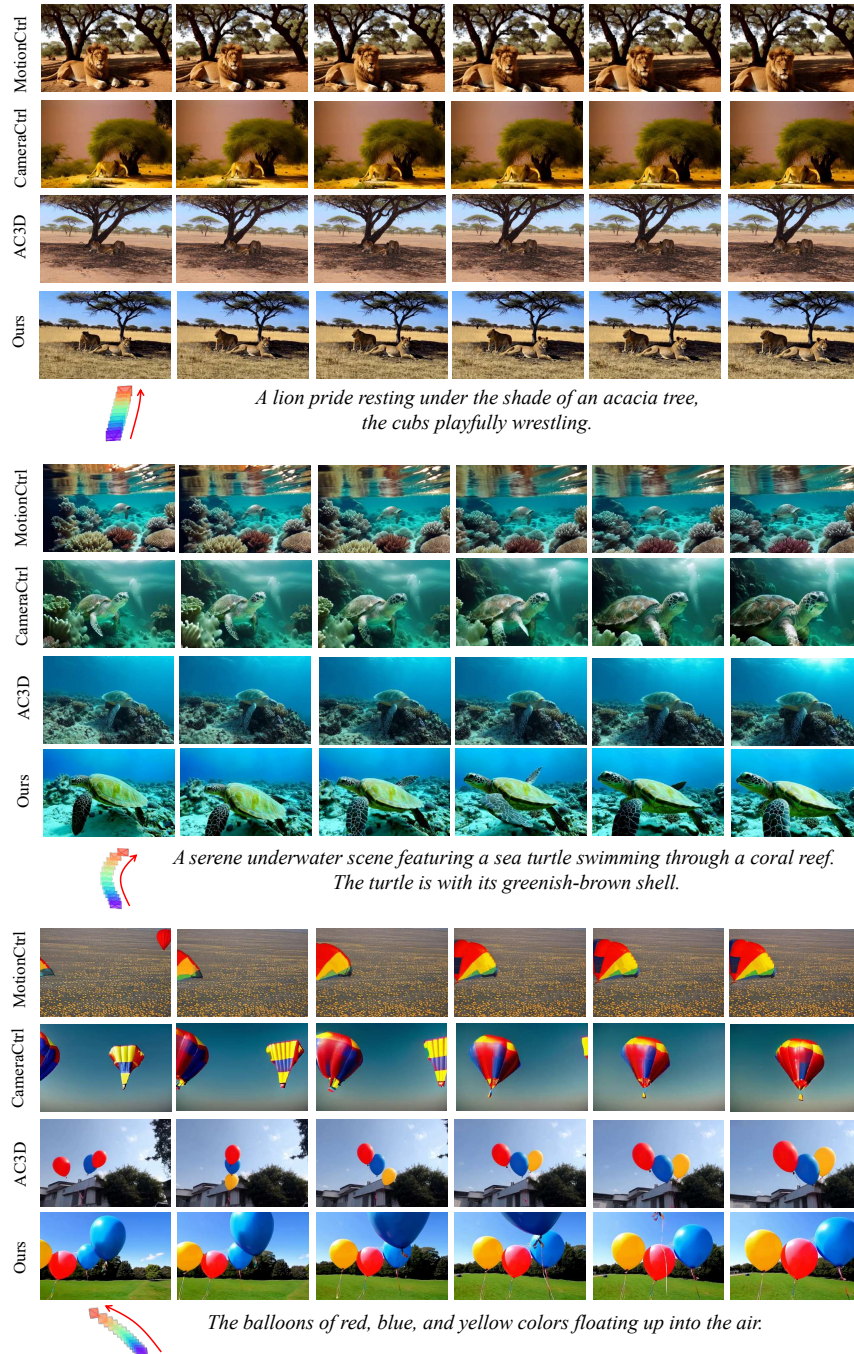 MotionCtrl
CameraCtrl
AC3D
Ours
A lion pride resting under the shade of an acacia tree,
the cubs playfully wrestling.
MotionCtrl
CameraCtrl
AC3D
Ours
A serene underwater scene featuring a sea turtle swimming through a coral reef.
The turtle is with its greenish-brown shell.
MotionCtrl
CameraCtrl
AC3D
Ours
The balloons of red, blue, and yellow colors floating up into the air.